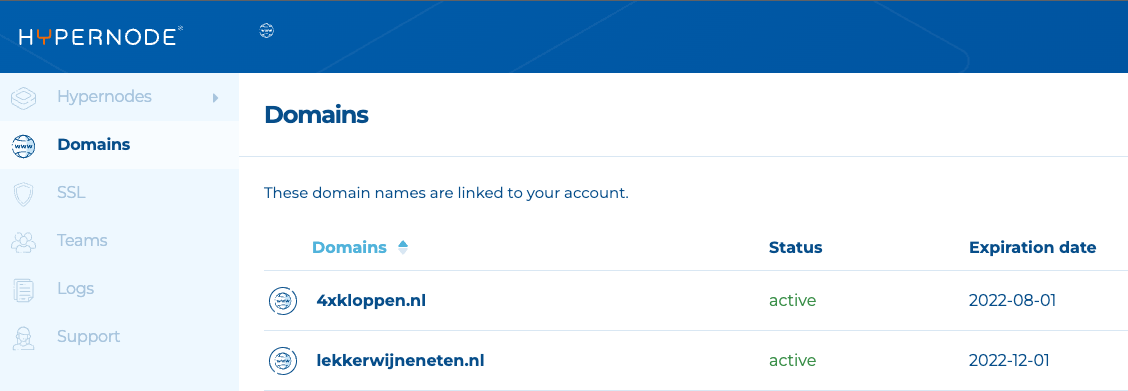 HYPERNODE®
Hypernodes
Domains
SSL
Teams
Logs
Support
Domains
These domain names are linked to your account.
Domains Status Expiration date
4xkloppen.nl active 2022-08-01
lekkerwijneneten.nl active 2022-12-01